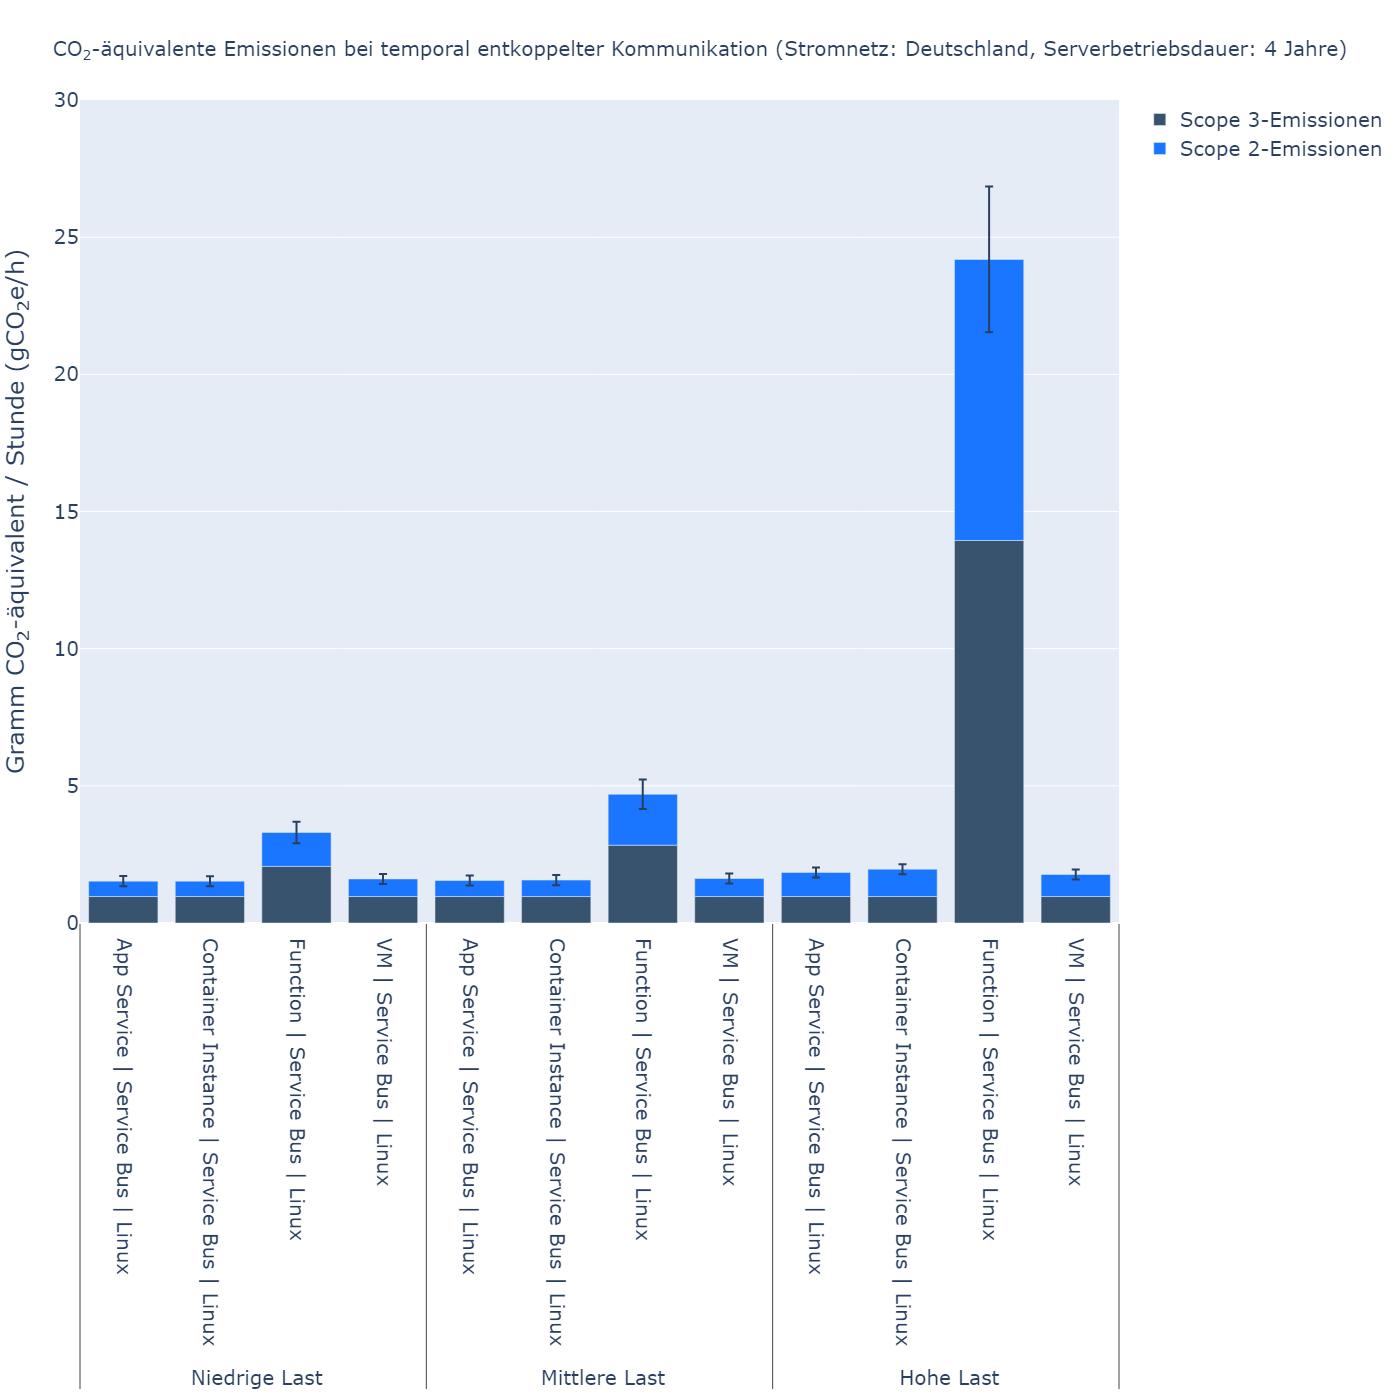 CO₂-äquivalente Emissionen bei temporal entkoppelter Kommunikation (Stromnetz: Deutschland, Serverbetriebsdauer: 4 Jahre)
Scope 3-Emissionen
Scope 2-Emissionen
Gramm CO₂-äquivalent / Stunde (gCO₂e/h)
30
25
20
15
10
5
0
App Service | Service Bus | Linux
Container Instance | Service Bus | Linux
Function | Service Bus | Linux
VM | Service Bus | Linux
App Service | Service Bus | Linux
Container Instance | Service Bus | Linux
Function | Service Bus | Linux
VM | Service Bus | Linux
App Service | Service Bus | Linux
Container Instance | Service Bus | Linux
Function | Service Bus | Linux
VM | Service Bus | Linux
Niedrige Last
Mittlere Last
Hohe Last